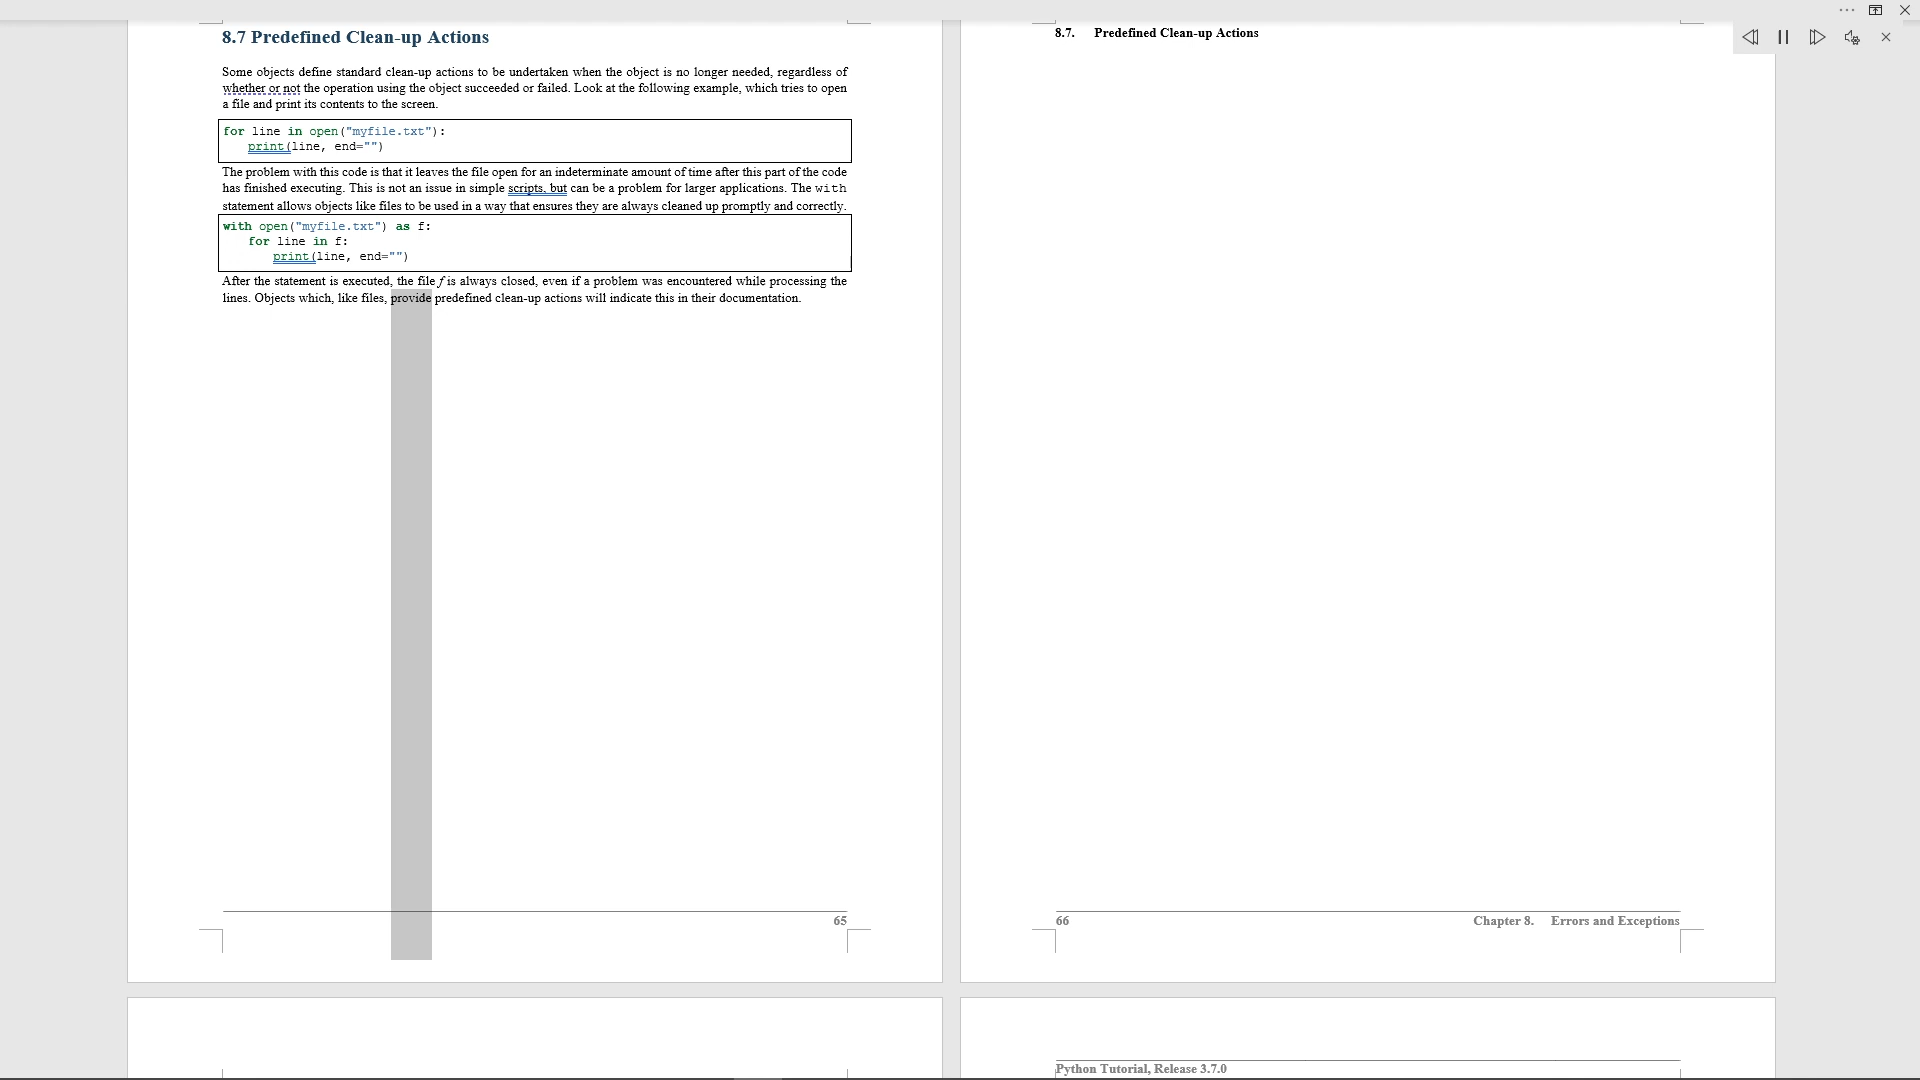 8.7 Predefined Clean-up Actions
Some objects define standard clean-up actions to be undertaken when the object is no longer needed, regardless of
whether or not the operation using the object succeeded or failed. Look at the following example, which tries to open
a file and print its contents to the screen.
for line in open("myfile.txt"):
print(line, end="")
The problem with this code is that it leaves the file open for an indeterminate amount of time after this part of the code
has finished executing. This is not an issue in simple scripts, but can be a problem for larger applications. The with
statement allows objects like files to be used in a way that ensures they are always cleaned up promptly and correctly.
with open("myfile.txt") as f:
for line in f:
print(line, end="")
After the statement is executed, the file f is always closed, even if a problem was encountered while processing the
lines. Objects which, like files, provide predefined clean-up actions will indicate this in their documentation.
65
8.7. Predefined Clean-up Actions
66 Chapter 8. Errors and Exceptions
Python Tutorial, Release 3.7.0